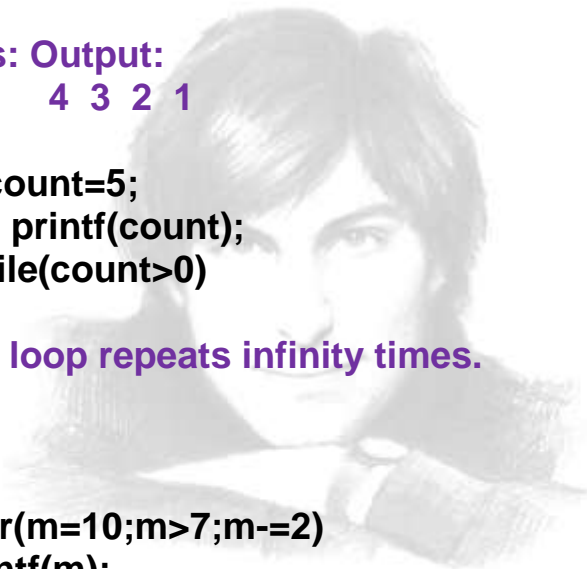 s: Output:
4 3 2 1
count=5;
printf(count);
ile(count>0)
loop repeats infinity times.
r(m=10;m>7;m-=2)
ntf(m);